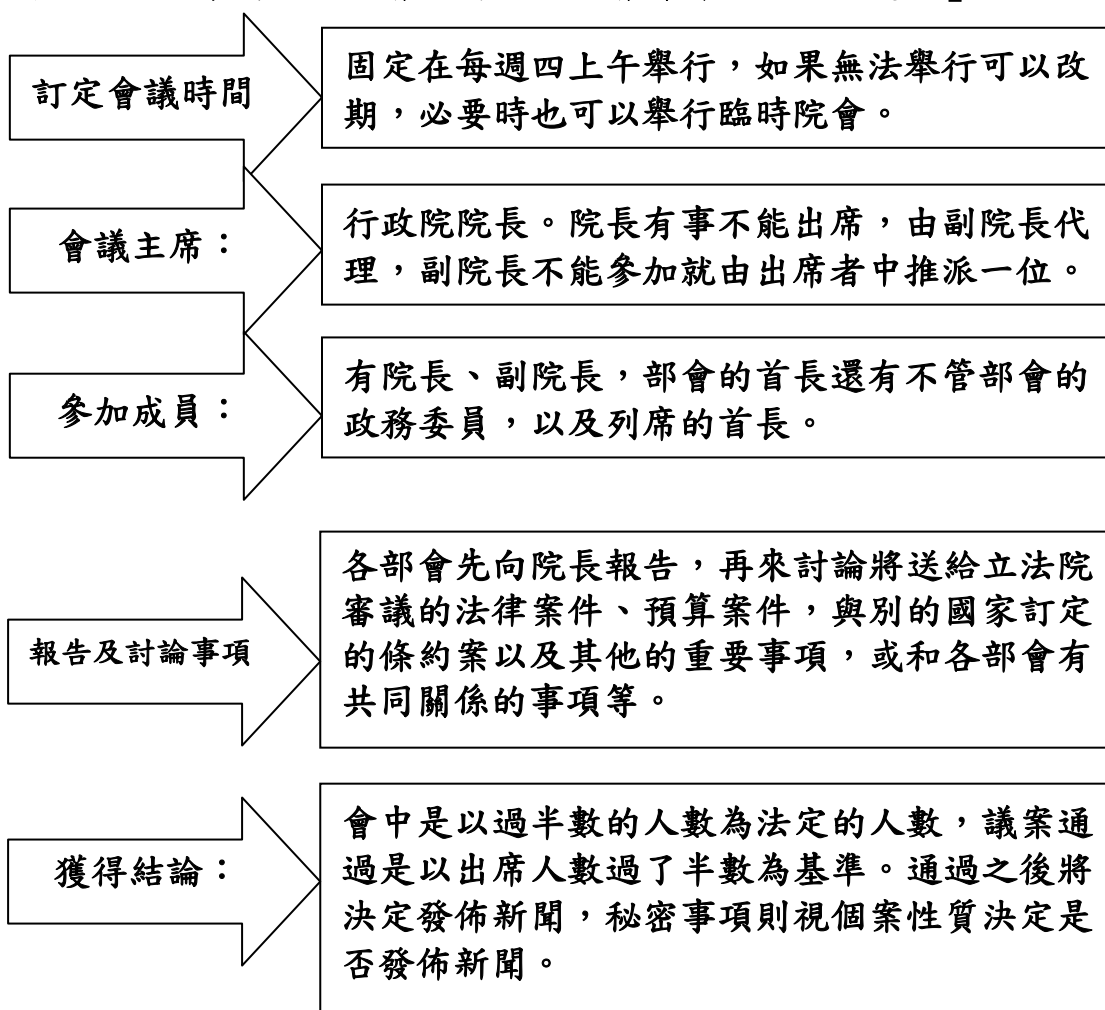 訂定會議時間
固定在每週四上午舉行，如果無法舉行可以改
期，必要時也可以舉行臨時院會。
會議主席：
行政院院長。院長有事不能出席，由副院長代
理，副院長不能參加就由出席者中推派一位。
參加成員：
有院長、副院長，部會的首長還有不管部會的
政務委員，以及列席的首長。
報告及討論事項
各部會先向院長報告，再來討論將送給立法院
審議的法律案件、預算案件，與別的國家訂定
的條約案以及其他的重要事項，或和各部會有
共同關係的事項等。
獲得結論：
會中是以過半數的人數為法定的人數，議案通
過是以出席人數過了半數為基準。通過之後將
決定發佈新聞，秘密事項則視個案性質決定是
否發佈新聞。